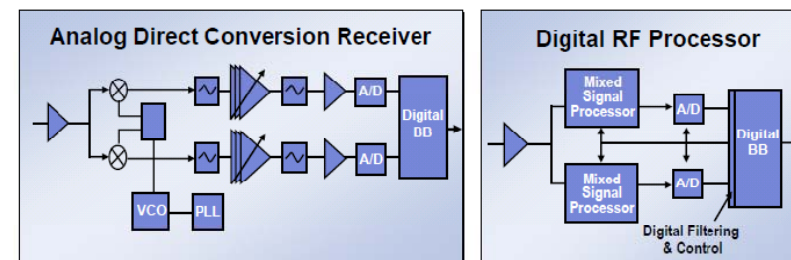 Analog Direct Conversion Receiver
A/D
Digital
DD
A/D
VCO
PLL
Digital RF Processor
Mixed
Signal
Processor
A/D
Digital
BB
Mixed
Signal
Processor
A/D
Digital Filtering
& Control